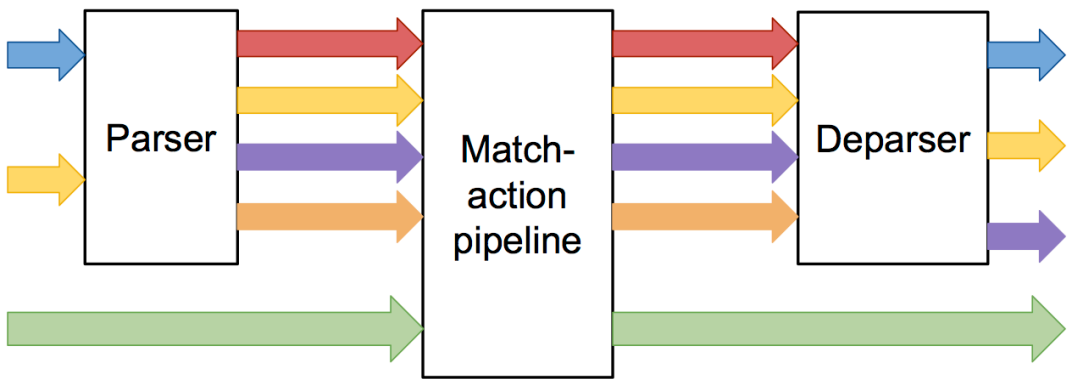 Parser
Match-
action
pipeline
Deparser